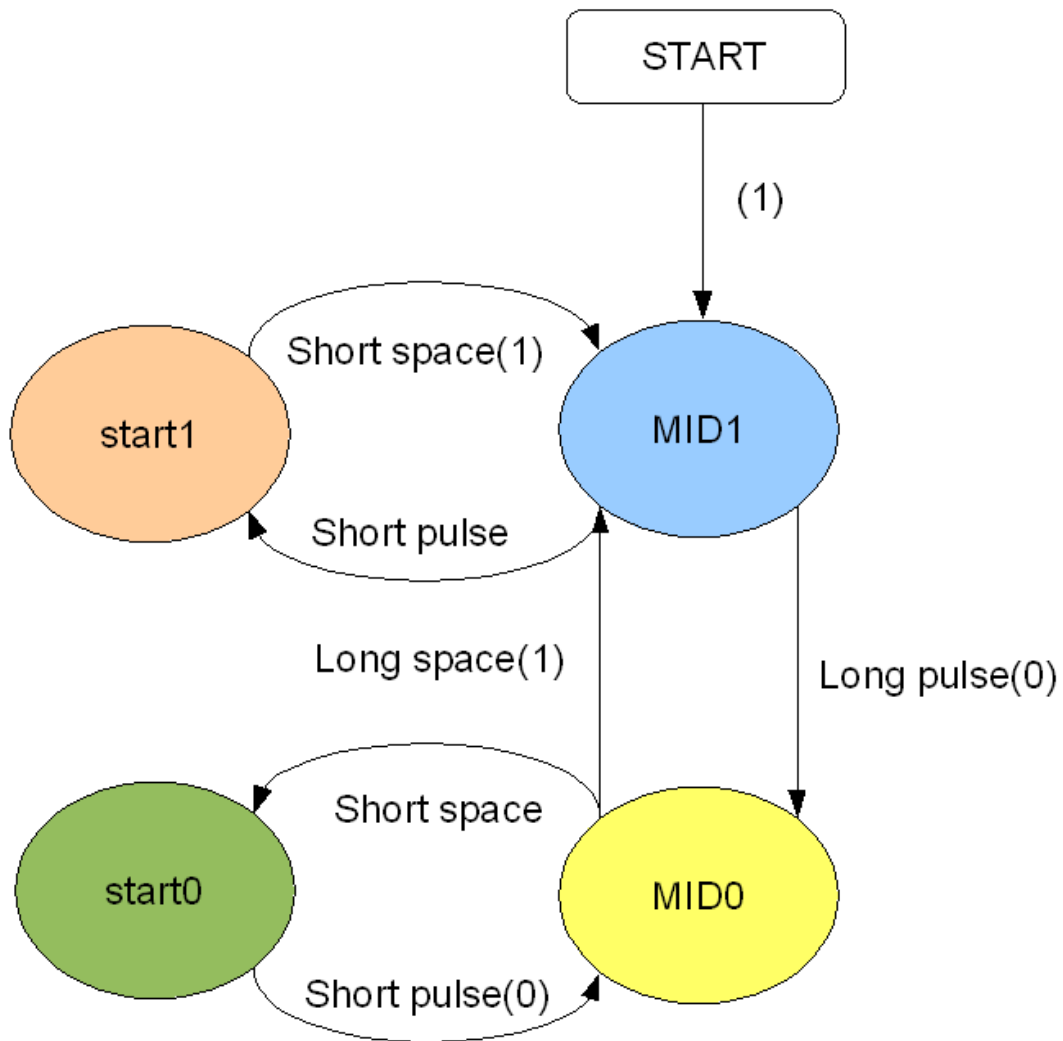 START
(1)
Short space(1)
start1
MID1
Short pulse
Long space(1)
Long pulse(0)
Short space
start0
MID0
Short pulse(0)